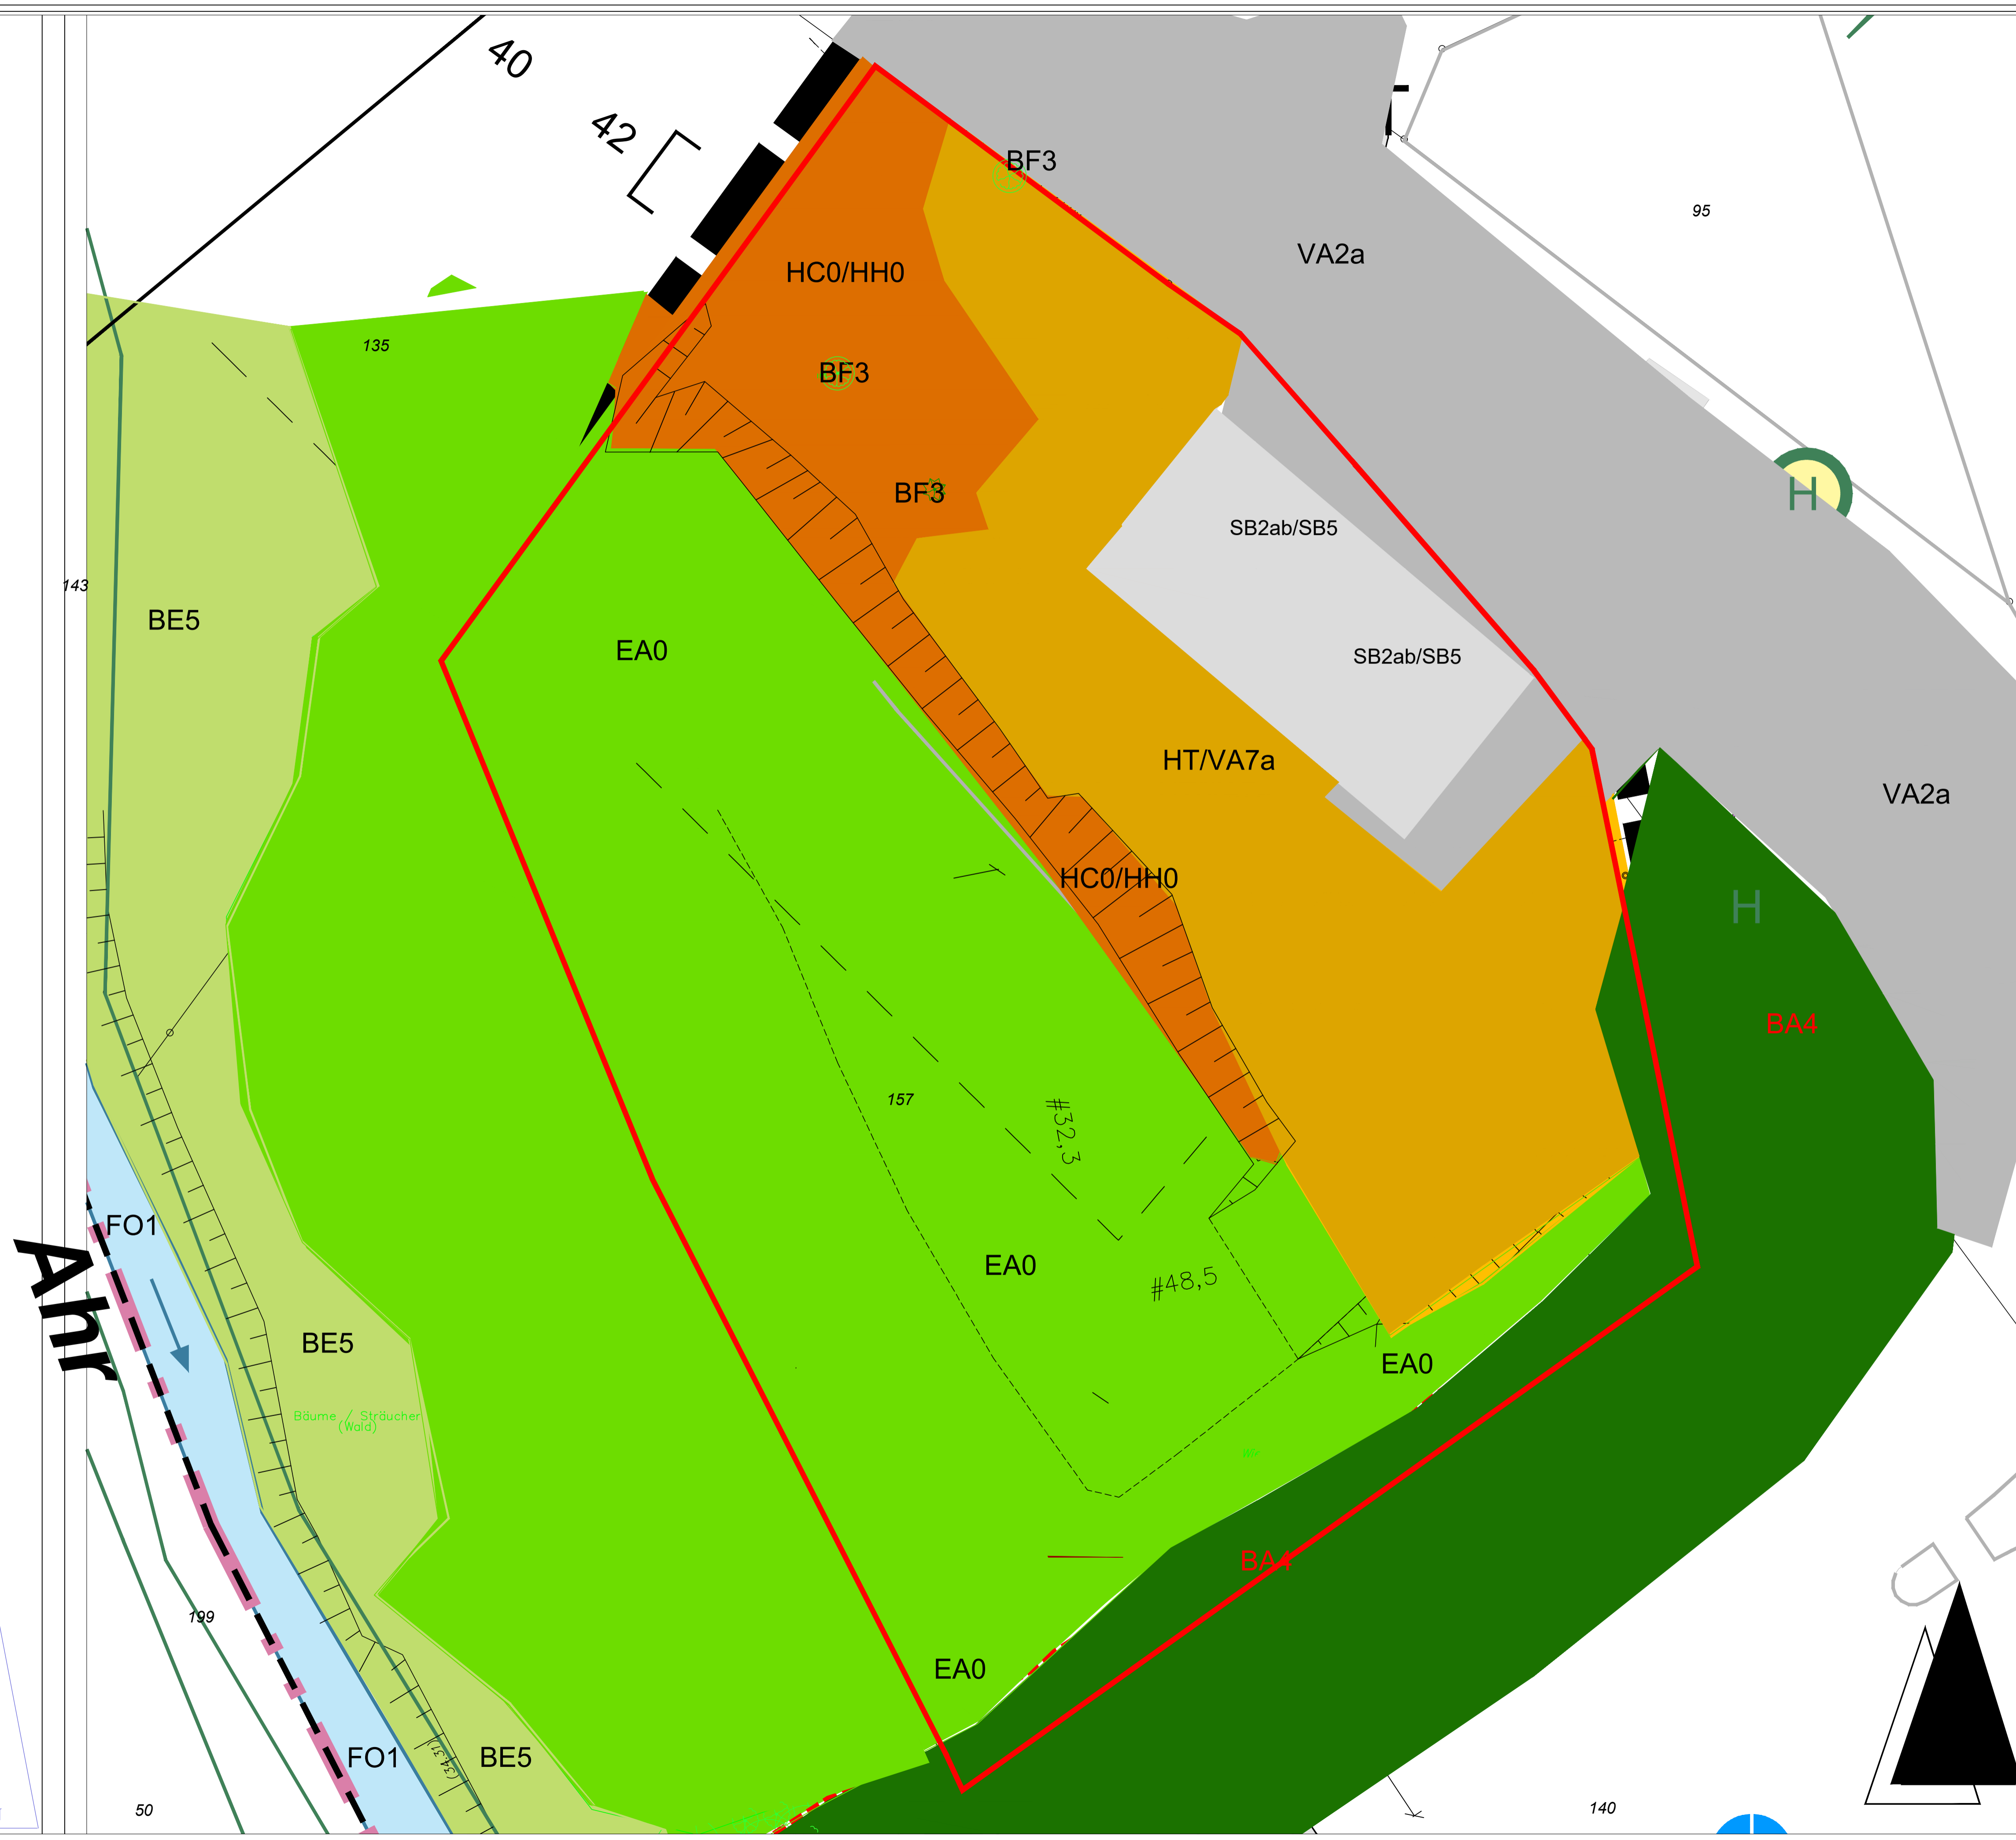 40
42
BF3
95
VA2a
HC0/HH0
135
BF3
BF3
H
SB2ab/SB5
143
BE5
EA0
SB2ab/SB5
HT/VA7a
VA2a
HC0/HH0
H
BA4
157
#32,3
FO1
Ahr
EA0
#48,5
BE5
EA0
Bäume / Sträucher
(Wald)
BA4
199
EA0
FO1
(34.31)
BE5
50
140